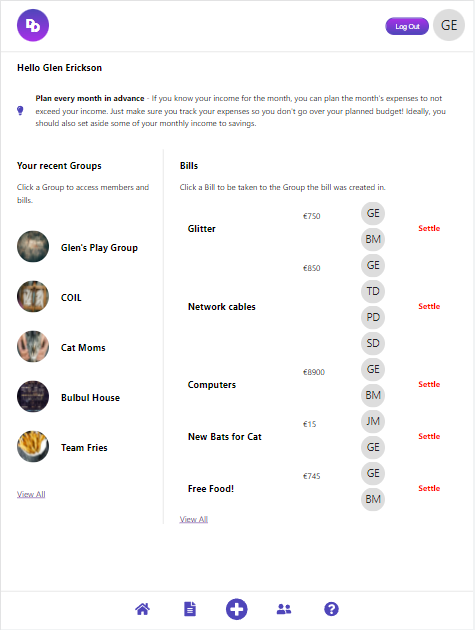 DD
Log Out
GE
Hello Glen Erickson
Plan every month in advance - If you know your income for the month, you can plan the month's expenses to not
exceed your income. Just make sure you track your expenses so you don't go over your planned budget! Ideally, you
should also set aside some of your monthly income to savings.
Your recent Groups
Click a Group to access members and
bills.
Glen's Play Group
COIL
Cat Moms
Bulbul House
Team Fries
View All
Bills
Click a Bill to be taken to the Group the bill was created in.
Glitter
€750
GE
BM
Settle
Network cables
€850
GE
TD
PD
SD
Settle
Computers
€8900
GE
BM
Settle
New Bats for Cat
€15
JM
GE
Settle
Free Food!
€745
GE
BM
Settle
View All